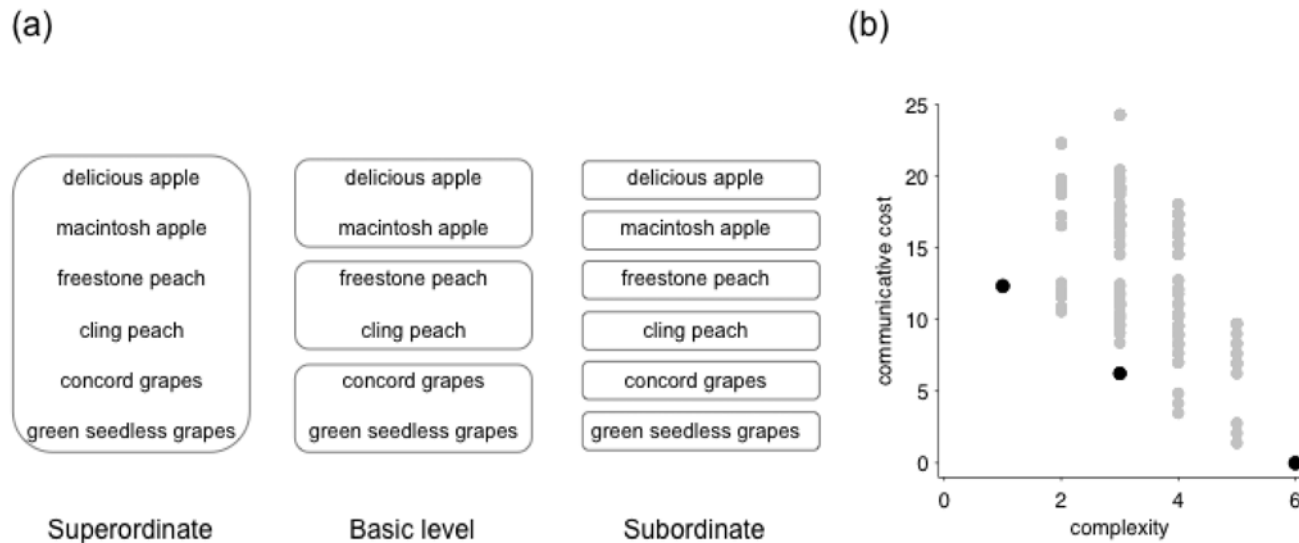 (a)
delicious apple
macintosh apple
freestone peach
cling peach
concord grapes
green seedless grapes
Superordinate
delicious apple
macintosh apple
freestone peach
cling peach
concord grapes
green seedless grapes
Basic level
delicious apple
macintosh apple
freestone peach
cling peach
concord grapes
green seedless grapes
Subordinate
(b)
communicative cost
25
20
15
10
5
0
0 2 4 6
complexity